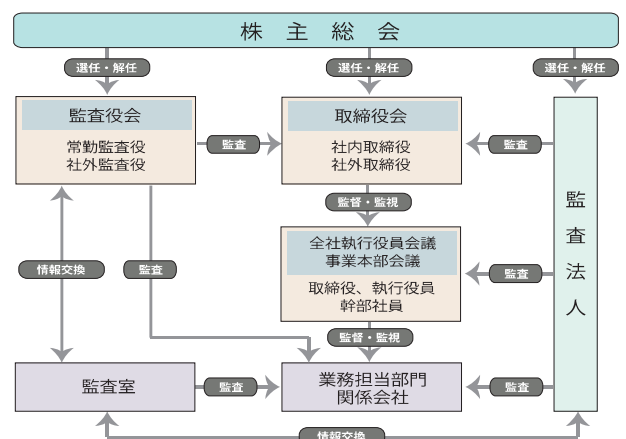 株主総会
選任・解任
選任・解任
選任・解任
監査役会
常勤監査役
社外監査役
監査
取締役会
社内取締役
社外取締役
監査
監査法人
監督・監視
全社執行役員会議
事業本部会議
取締役、執行役員
幹部社員
情報交換
監査
監査
監督・監視
監査室
監査
業務担当部門
関係会社
監査
情報交換